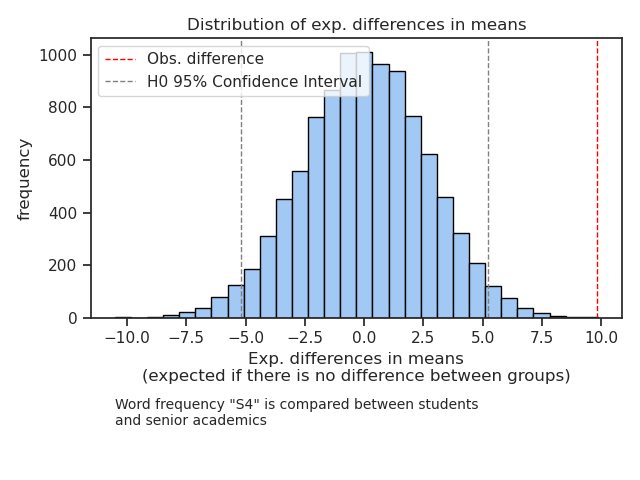 Distribution of exp. differences in means
Obs. difference
H0 95% Confidence Interval
frequency
1000
800
600
400
200
0
−10.0 −7.5 −5.0 −2.5 0.0 2.5 5.0 7.5 10.0
Exp. differences in means
(expected if there is no difference between groups)
Word frequency "S4" is compared between students
and senior academics